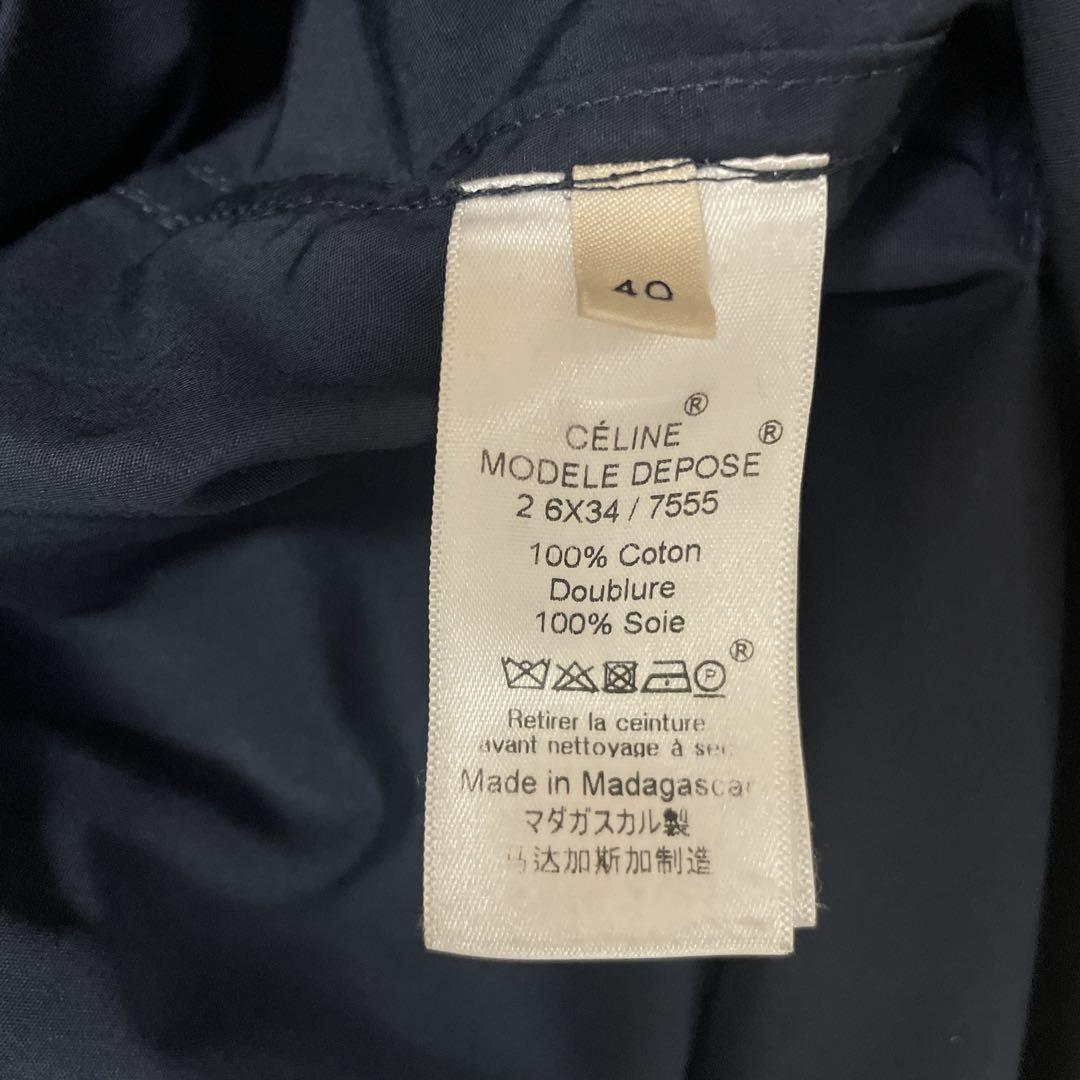 40
CÉLINE®
MODELE DEPOSE®
2 6X34 / 7555
100% Coton
Doublure
100% Soie
P ®
Retirer la ceinture
avant nettoyage à sec
Made in Madagascar
マダガスカル製
马达加斯加制造